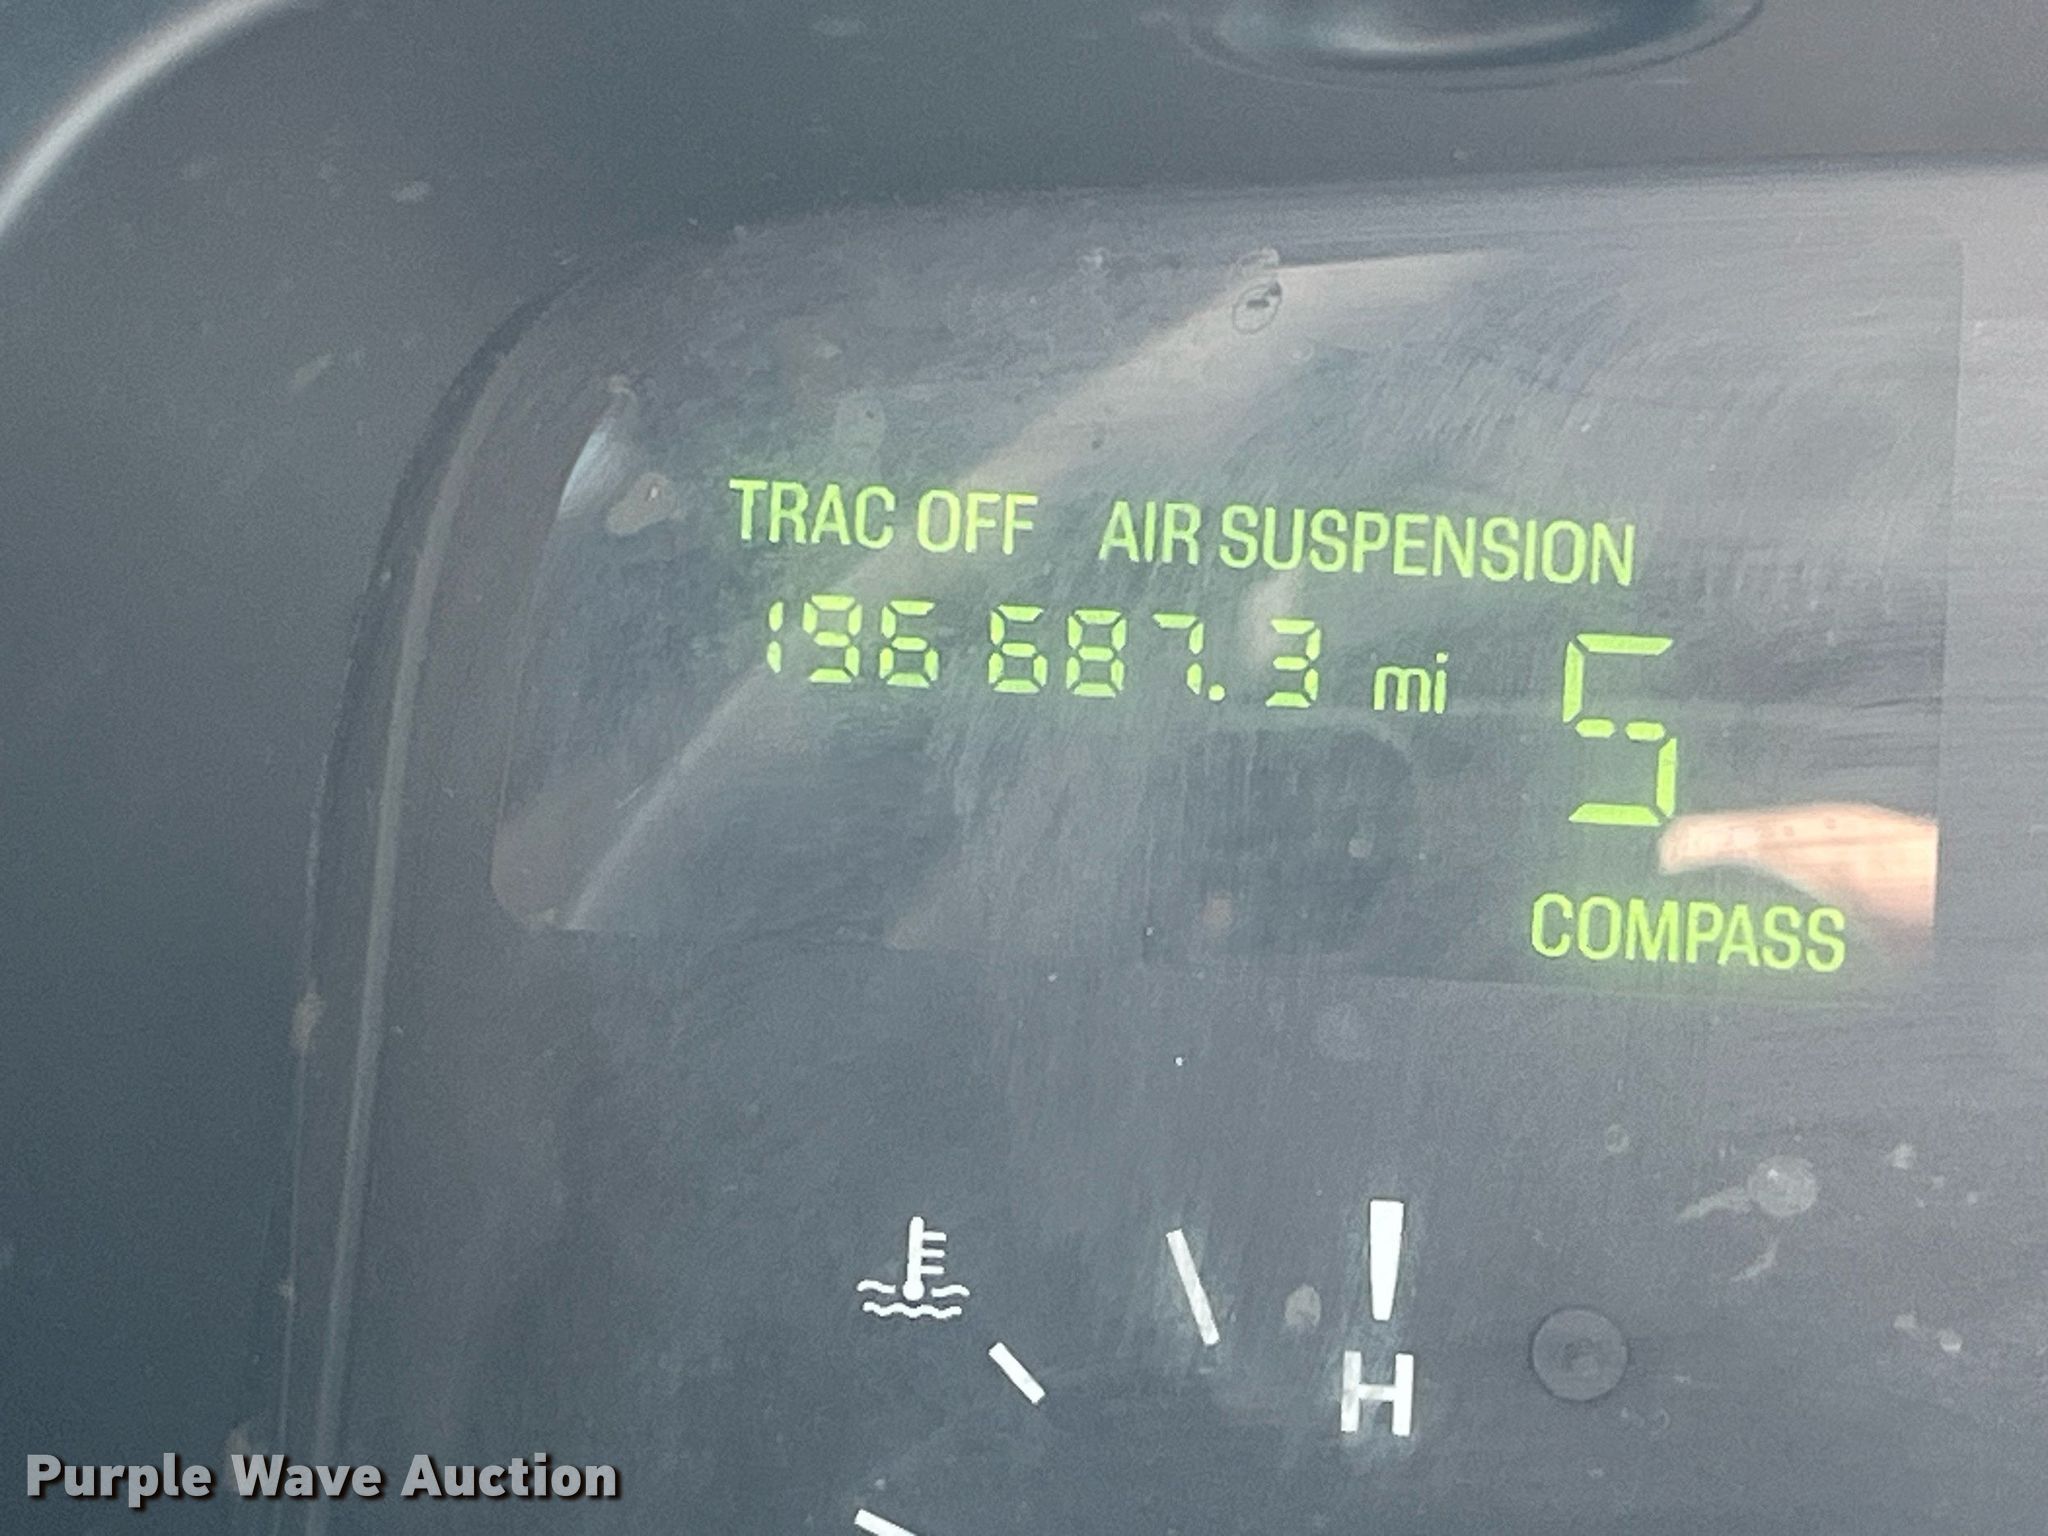 TRAC OFF AIR SUSPENSION
196 687.3 mi S
COMPASS
H
Purple Wave Auction